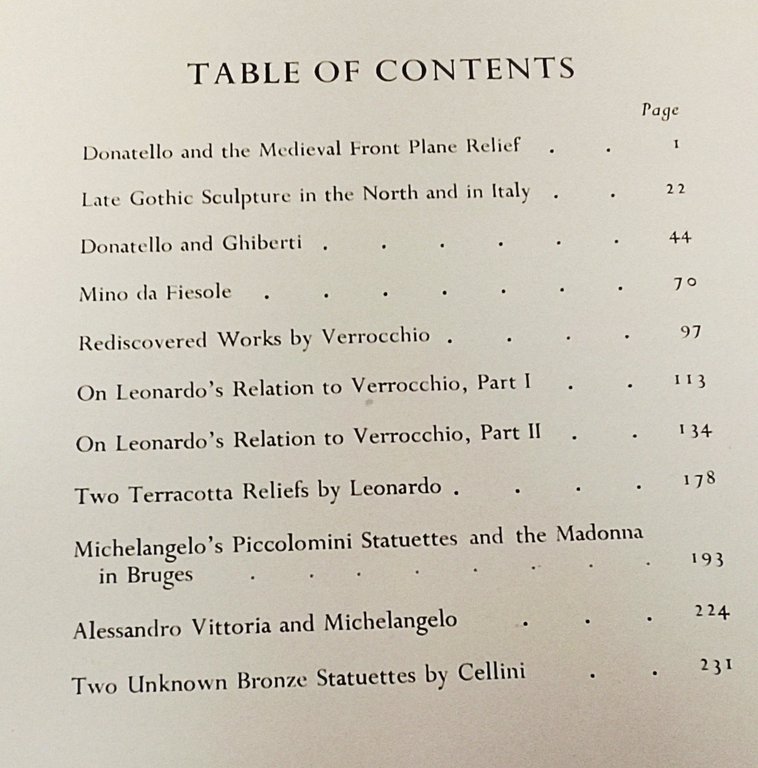 TABLE OF CONTENTS
Page
Donatello and the Medieval Front Plane Relief . . 1
Late Gothic Sculpture in the North and in Italy . . 22
Donatello and Ghiberti . . . . . . 44
Mino da Fiesole . . . . . . . 70
Rediscovered Works by Verrocchio . . . . 97
On Leonardo's Relation to Verrocchio, Part I . . 113
On Leonardo's Relation to Verrocchio, Part II . . 134
Two Terracotta Reliefs by Leonardo . . . . 178
Michelangelo's Piccolomini Statuettes and the Madonna
in Bruges . . . . . . . . 193
Alessandro Vittoria and Michelangelo . . . 224
Two Unknown Bronze Statuettes by Cellini . . 231